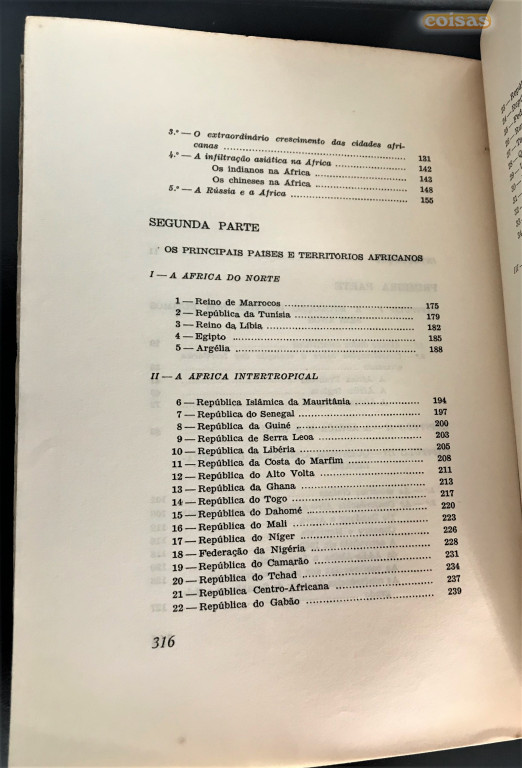 coisas
3.º — O extraordinário crescimento das cidades afri-
canas ........ 131
4.º — A infiltração asiática na África ........ 142
Os indianos na África ........ 143
Os chineses na África ........ 148
5.º — A Rússia e a África ........ 155
SEGUNDA PARTE
OS PRINCIPAIS PAÍSES E TERRITÓRIOS AFRICANOS
I — A AFRICA DO NORTE
1 — Reino de Marrocos ........ 175
2 — República da Tunísia ........ 179
3 — Reino da Líbia ........ 182
4 — Egipto ........ 185
5 — Argélia ........ 188
II — A AFRICA INTERTROPICAL
6 — República Islâmica da Mauritânia ........ 194
7 — República do Senegal ........ 197
8 — República da Guiné ........ 200
9 — República de Serra Leoa ........ 203
10 — República da Libéria ........ 205
11 — República da Costa do Marfim ........ 208
12 — República do Alto Volta ........ 211
13 — República da Ghana ........ 213
14 — República do Togo ........ 217
15 — República do Dahomé ........ 220
16 — República do Mali ........ 223
17 — República do Níger ........ 226
18 — Federação da Nigéria ........ 228
19 — República do Camarão ........ 231
20 — República do Tchad ........ 234
21 — República Centro-Africana ........ 237
22 — República do Gabão ........ 239
316